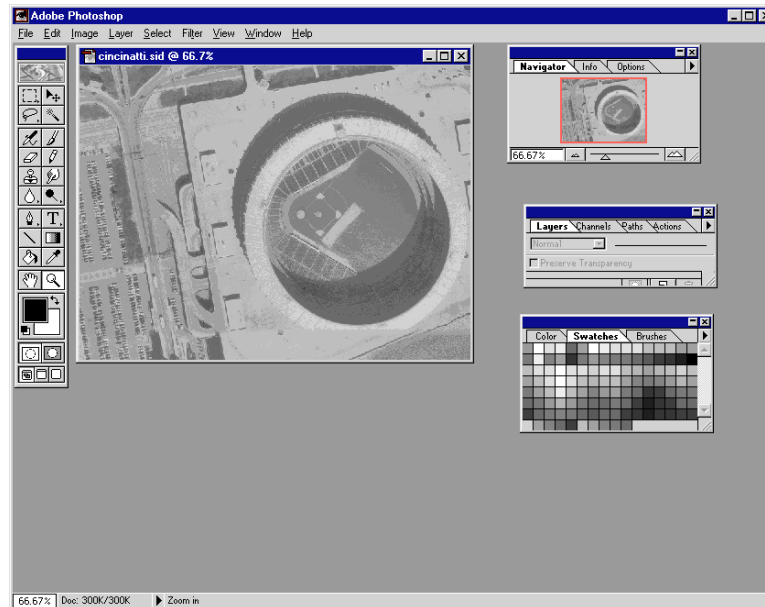 Adobe Photoshop
File Edit Image Layer Select Filter View Window Help
cincinatti.sid @ 66.7%
Navigator Info Options
66.67%
T
Layers Channels Paths Actions
Normal
Preserve Transparency
Color Swatches Brushes
66.67% Doc: 300K/300K Zoom in